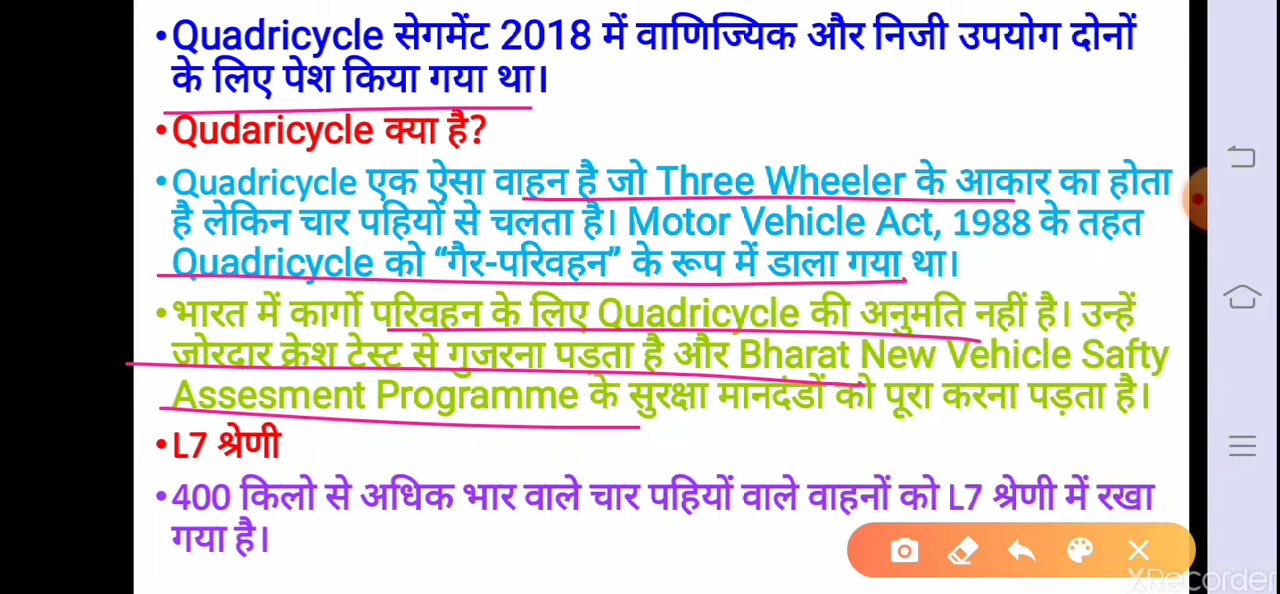 •Quadricycle सेगमेंट 2018 में वाणिज्यिक और निजी उपयोग दोनों
के लिए पेश किया गया था।
•Qudaricycle क्या है?
•Quadricycle एक ऐसा वाहन है जो Three Wheeler के आकार का होता
है लेकिन चार पहियों से चलता है। Motor Vehicle Act, 1988 के तहत
Quadricycle को “गैर-परिवहन” के रूप में डाला गया था।
•भारत में कार्गो परिवहन के लिए Quadricycle की अनुमति नहीं है। उन्हें
जोरदार क्रेश टेस्ट से गुजरना पड़ता है और Bharat New Vehicle Safty
Assesment Programme के सुरक्षा मानदंडों को पूरा करना पड़ता है।
•L7 श्रेणी
•400 किलो से अधिक भार वाले चार पहियों वाले वाहनों को L7 श्रेणी में रखा
गया है।
XRecorder